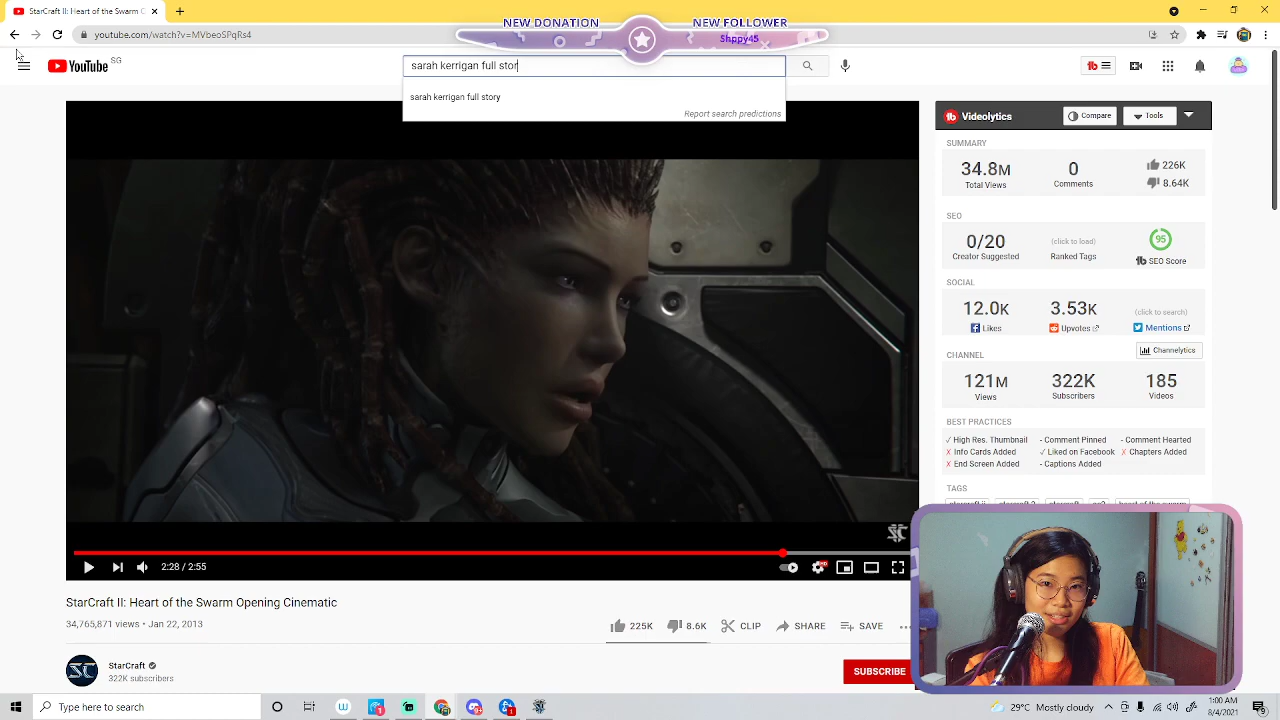 StarCraft II: Heart of the Swarm O
NEW DONATION
NEW FOLLOWER
Shppy45
youtube.com/watch?v=MVbeoSPqRs4
YouTube SG
sarah kerrigan full stor
sarah kerrigan full story
Report search predictions
Videolytics
Compare
Tools
SUMMARY
34.8M
Total Views
0
Comments
226K
8.64K
SEO
0/20
Creator Suggested
(click to load)
Ranked Tags
95
SEO Score
SOCIAL
12.0K
Likes
3.53K
Upvotes
(click to search)
Mentions
CHANNEL
Channelytics
121M
Views
322K
Subscribers
185
Videos
BEST PRACTICES
✓ High Res. Thumbnail
- Comment Pinned
- Comment Hearted
X Info Cards Added
✓ Liked on Facebook
X Chapters Added
X End Screen Added
- Captions Added
TAGS
2:28 / 2:55
StarCraft II: Heart of the Swarm Opening Cinematic
34,765,871 views • Jan 22, 2013
225K
8.6K
CLIP
SHARE
SAVE
StarCraft
322K subscribers
SUBSCRIBE
Type here to search
29°C Mostly clear
1:00 AM
8/4/2021